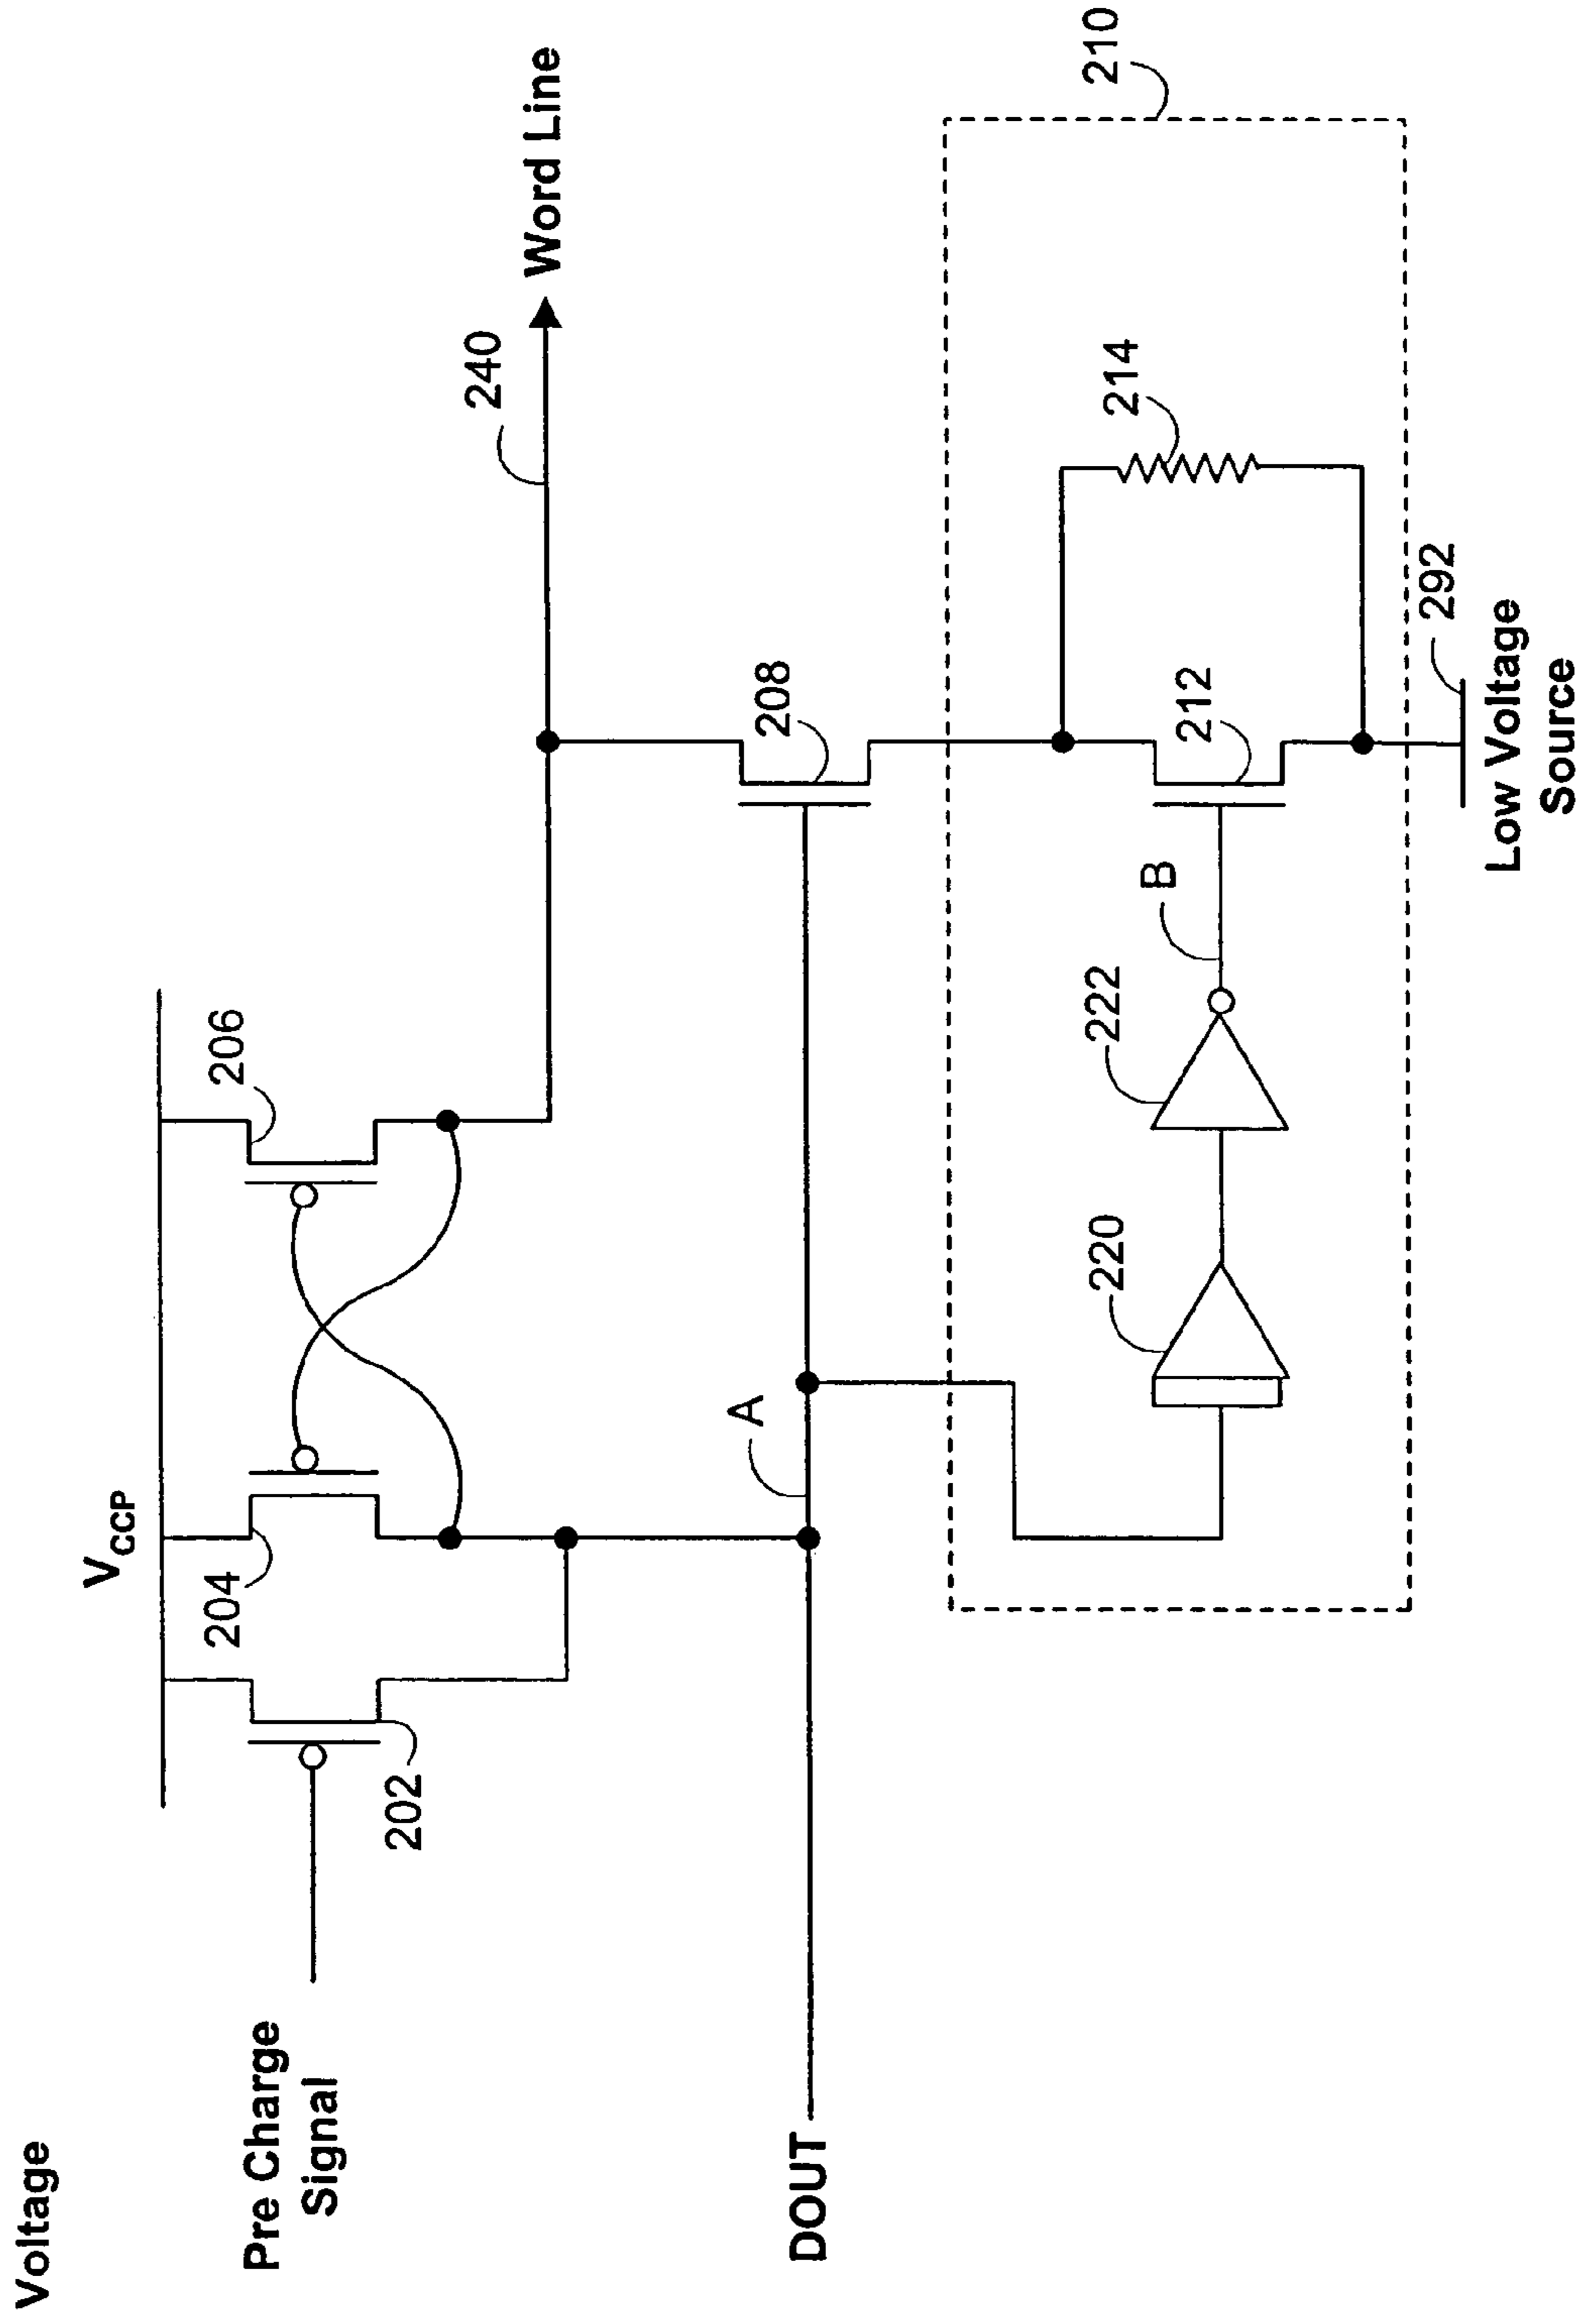 Voltage
V_CCP
Pre Charge
Signal
202
204
206
240
Word Line
DOUT
A
208
210
220
222
B
212
214
292
Low Voltage
Source